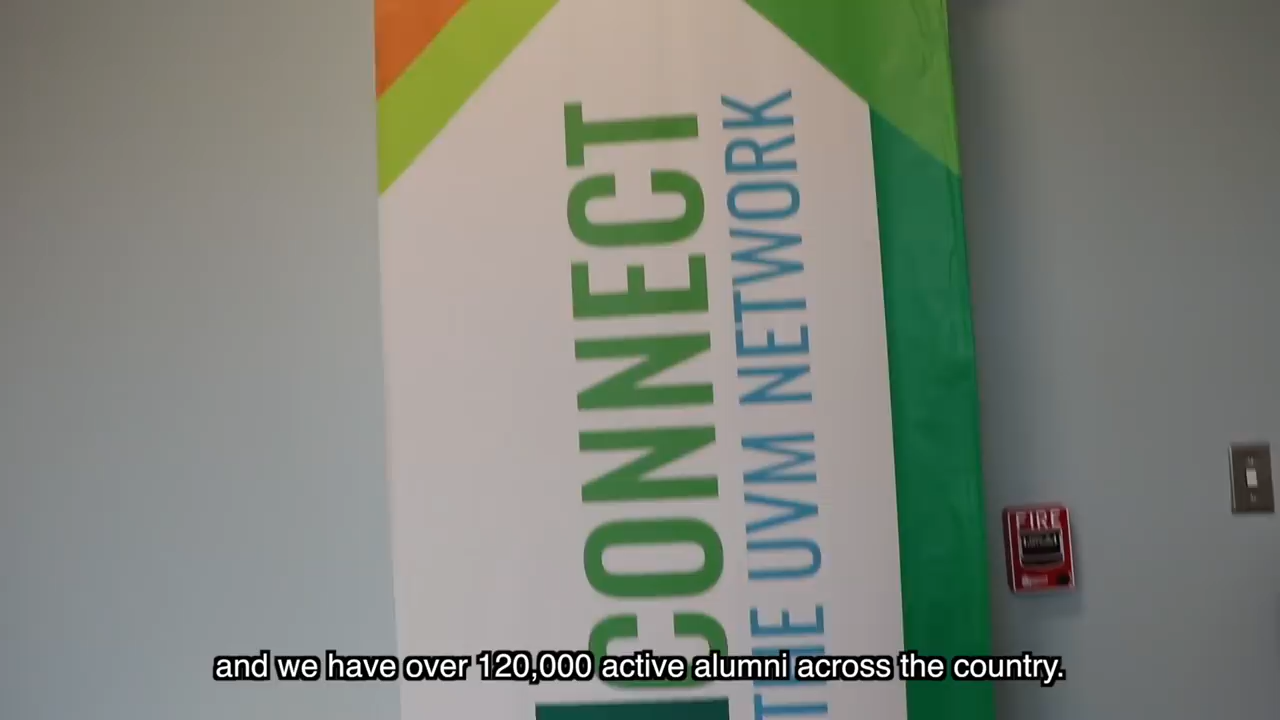 CONNECT
THE UVM NETWORK
FIRE
and we have over 120,000 active alumni across the country.